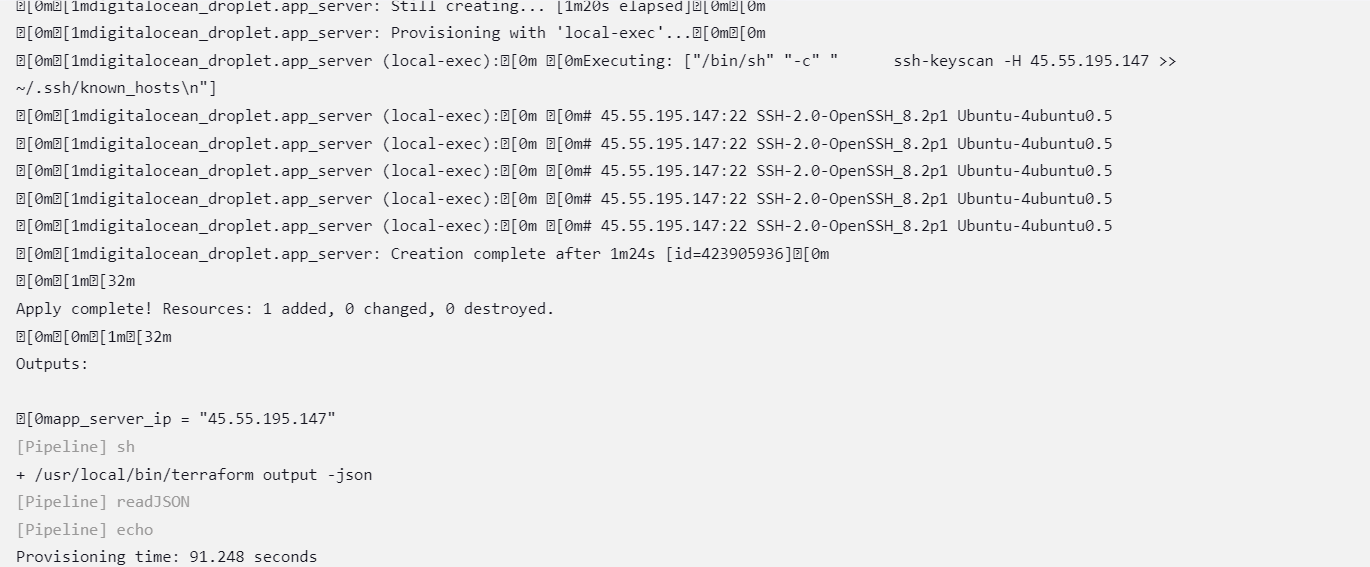 �[0m�[1mdigitalocean_droplet.app_server: Still creating... [1m20s elapsed]�[0m�[0m
�[0m�[1mdigitalocean_droplet.app_server: Provisioning with 'local-exec'...�[0m�[0m
�[0m�[1mdigitalocean_droplet.app_server (local-exec):�[0m �[0mExecuting: ["/bin/sh" "-c" "      ssh-keyscan -H 45.55.195.147 >>
~/.ssh/known_hosts\n"]
�[0m�[1mdigitalocean_droplet.app_server (local-exec):�[0m �[0m# 45.55.195.147:22 SSH-2.0-OpenSSH_8.2p1 Ubuntu-4ubuntu0.5
�[0m�[1mdigitalocean_droplet.app_server (local-exec):�[0m �[0m# 45.55.195.147:22 SSH-2.0-OpenSSH_8.2p1 Ubuntu-4ubuntu0.5
�[0m�[1mdigitalocean_droplet.app_server (local-exec):�[0m �[0m# 45.55.195.147:22 SSH-2.0-OpenSSH_8.2p1 Ubuntu-4ubuntu0.5
�[0m�[1mdigitalocean_droplet.app_server (local-exec):�[0m �[0m# 45.55.195.147:22 SSH-2.0-OpenSSH_8.2p1 Ubuntu-4ubuntu0.5
�[0m�[1mdigitalocean_droplet.app_server (local-exec):�[0m �[0m# 45.55.195.147:22 SSH-2.0-OpenSSH_8.2p1 Ubuntu-4ubuntu0.5
�[0m�[1mdigitalocean_droplet.app_server: Creation complete after 1m24s [id=423905936]�[0m
�[0m�[1m�[32m
Apply complete! Resources: 1 added, 0 changed, 0 destroyed.
�[0m�[0m�[1m�[32m
Outputs:

�[0mapp_server_ip = "45.55.195.147"
[Pipeline] sh
+ /usr/local/bin/terraform output -json
[Pipeline] readJSON
[Pipeline] echo
Provisioning time: 91.248 seconds